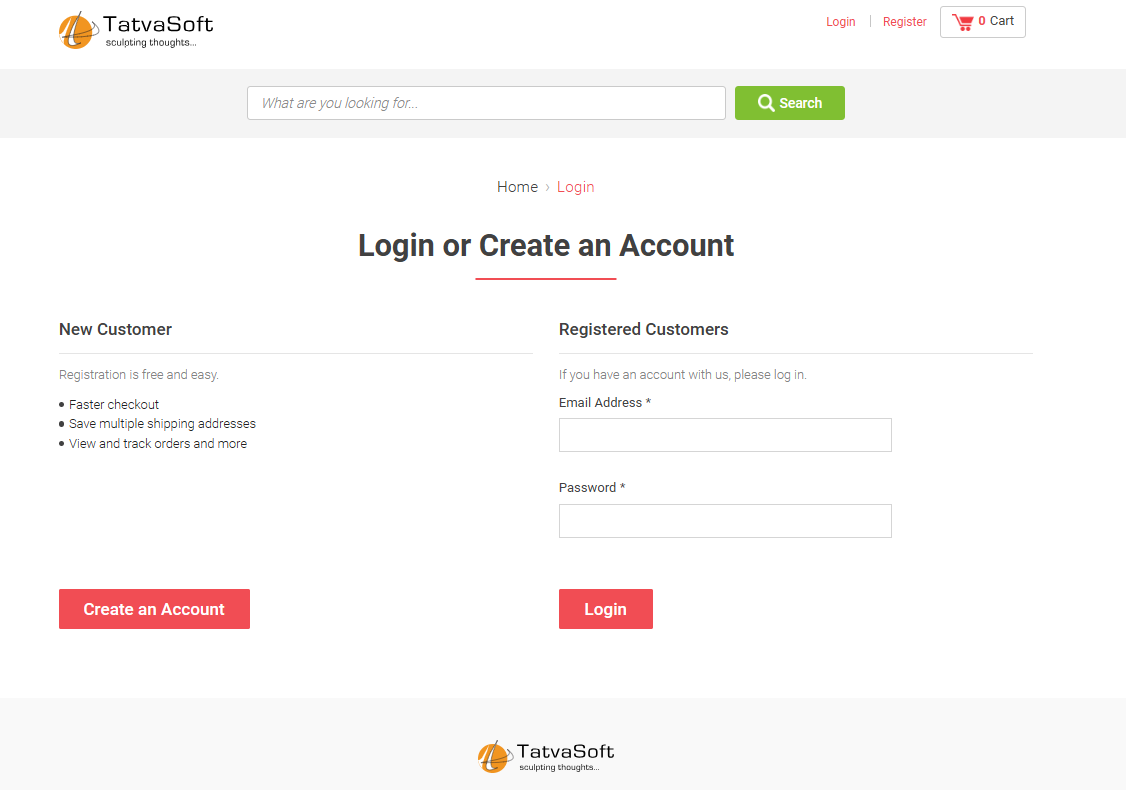 TatvaSoft
sculpting thoughts...
Login | Register 0 Cart
What are you looking for...
Search
Home › Login
Login or Create an Account
New Customer
Registration is free and easy.
• Faster checkout
• Save multiple shipping addresses
• View and track orders and more
Create an Account
Registered Customers
If you have an account with us, please log in.
Email Address *
Password *
Login
TatvaSoft
sculpting thoughts...